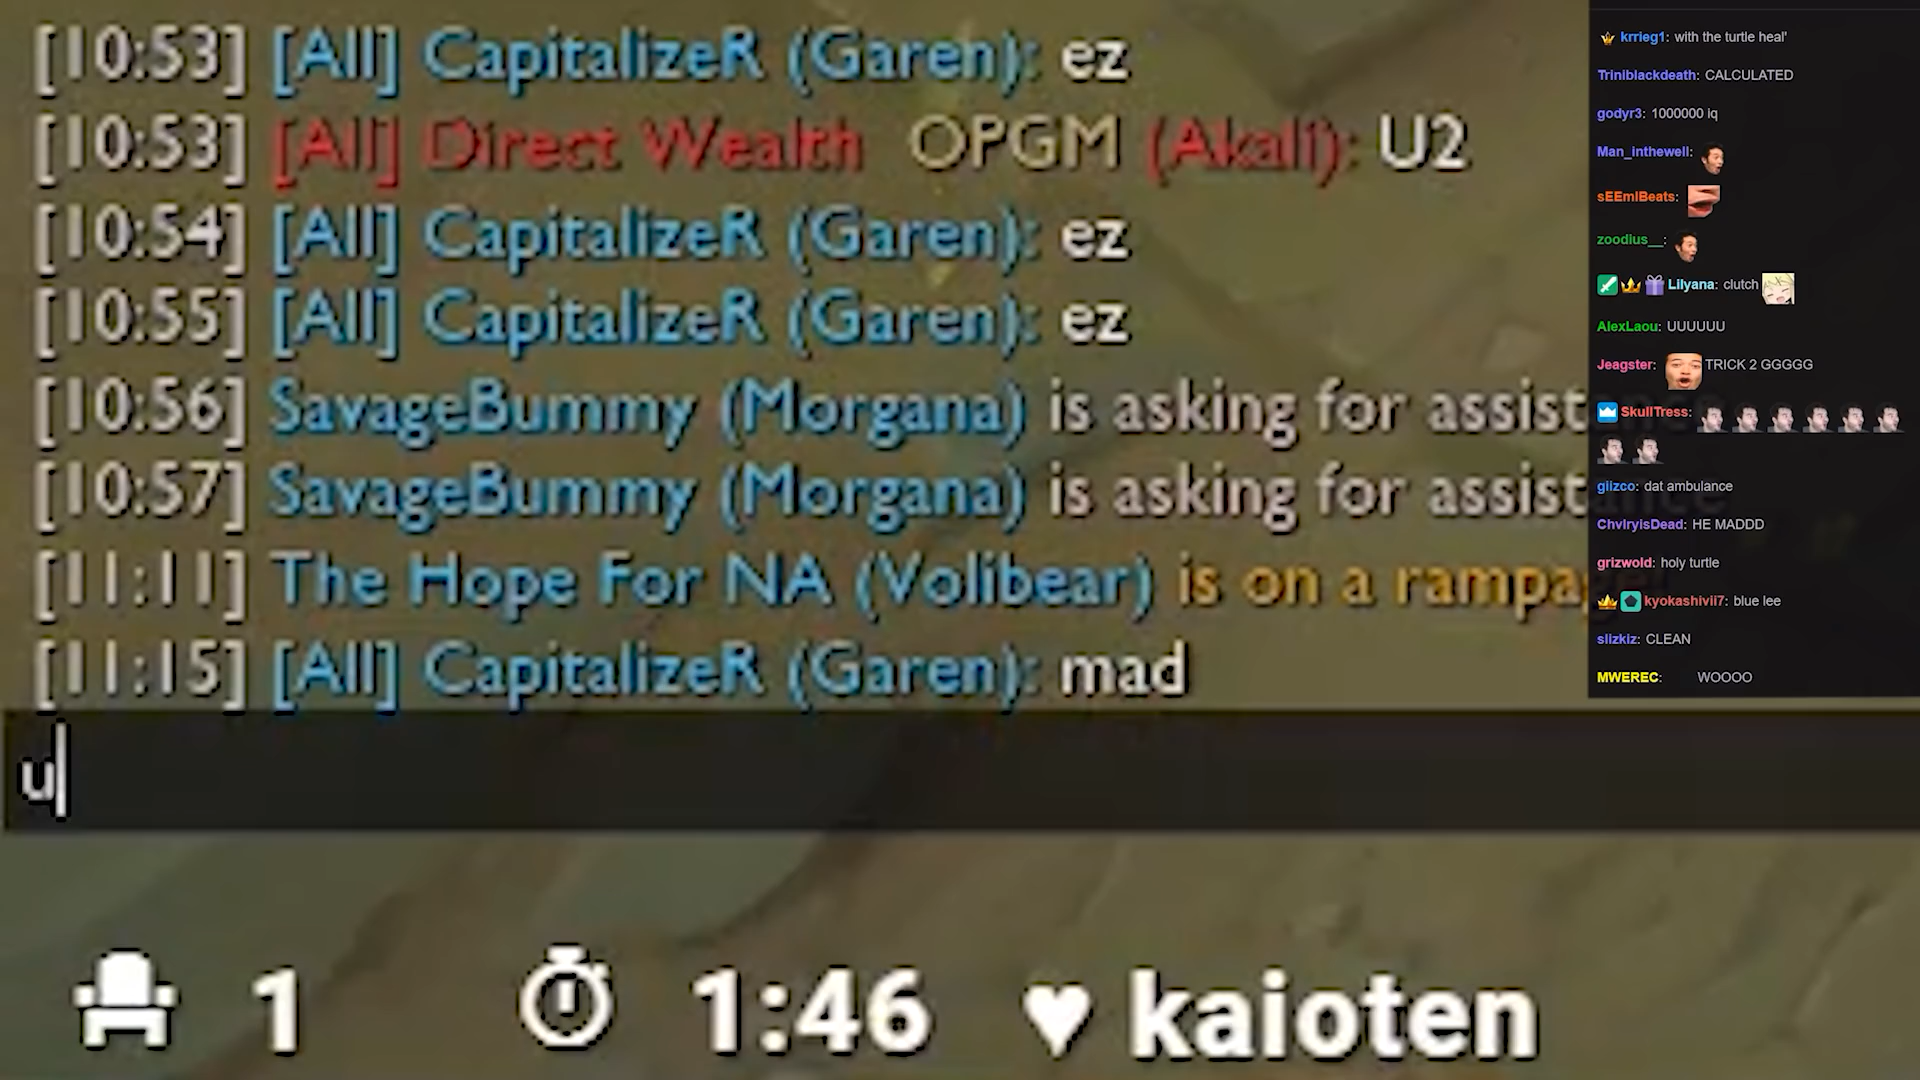 [10:53] [All] CapitalizeR (Garen): ez
[10:53] [All] Direct Wealth OPGM (Akali): U2
[10:54] [All] CapitalizeR (Garen): ez
[10:55] [All] CapitalizeR (Garen): ez
[10:56] SavageBummy (Morgana) is asking for assistance
[10:57] SavageBummy (Morgana) is asking for assistance
[11:11] The Hope For NA (Volibear) is on a rampage!
[11:15] [All] CapitalizeR (Garen): mad
u
1 1:46 ♥ kaioten
krrieg1: with the turtle heal'
Triniblackdeath: CALCULATED
godyr3: 1000000 iq
Man_inthewell:
sEEmlBeats:
zoodius__:
Lilyana: clutch
AlexLaou: UUUUUU
Jeagster: TRICK 2 GGGGG
SkullTress:
giizco: dat ambulance
ChvlryisDead: HE MADDD
grizwold: holy turtle
kyokashivii7: blue lee
slizkiz: CLEAN
MWEREC: WOOOO